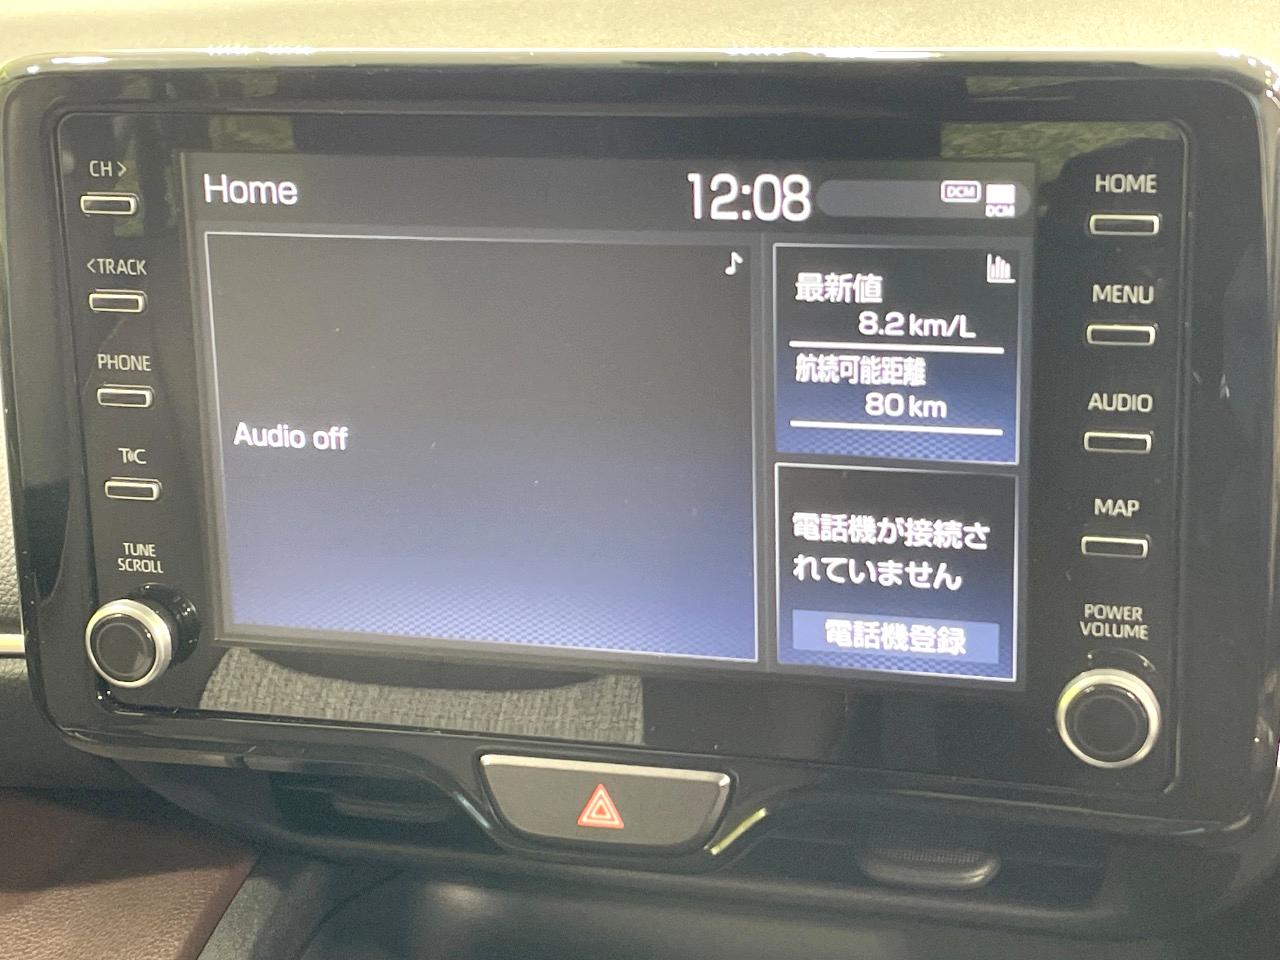 CH >
<TRACK
PHONE
T C
TUNE
SCROLL
Home
12:08
DCM
DCM
Audio off
最新値
8.2 km/L
航続可能距離
80 km
電話機が接続さ
れていません
電話機登録
HOME
MENU
AUDIO
MAP
POWER
VOLUME